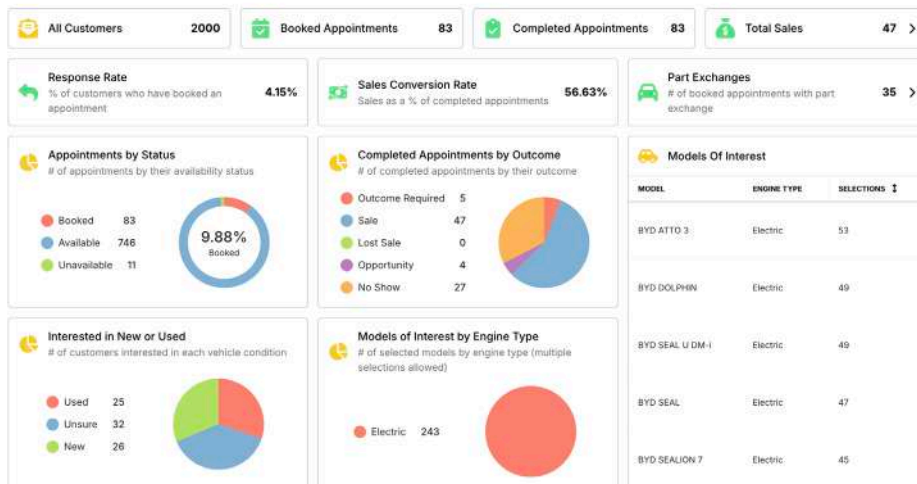 All Customers 2000
Booked Appointments 83
Completed Appointments 83
Total Sales 47
Response Rate
% of customers who have booked an
appointment
4.15%
Sales Conversion Rate
Sales as a % of completed appointments
56.63%
Part Exchanges
# of booked appointments with part
exchange
35
Appointments by Status
# of appointments by their availability status
Booked 83
Available 746
Unavailable 11
9.88%
Booked
Completed Appointments by Outcome
# of completed appointments by their outcome
Outcome Required 5
Sale 47
Lost Sale 0
Opportunity 4
No Show 27
Models Of Interest
MODEL ENGINE TYPE SELECTIONS
BYD ATTO 3 Electric 53
BYD DOLPHIN Electric 49
BYD SEAL U DM-i Electric 49
BYD SEAL Electric 47
BYD SEALION 7 Electric 45
Interested in New or Used
# of customers interested in each vehicle condition
Used 25
Unsure 32
New 26
Models of Interest by Engine Type
# of selected models by engine type (multiple
selections allowed)
Electric 243